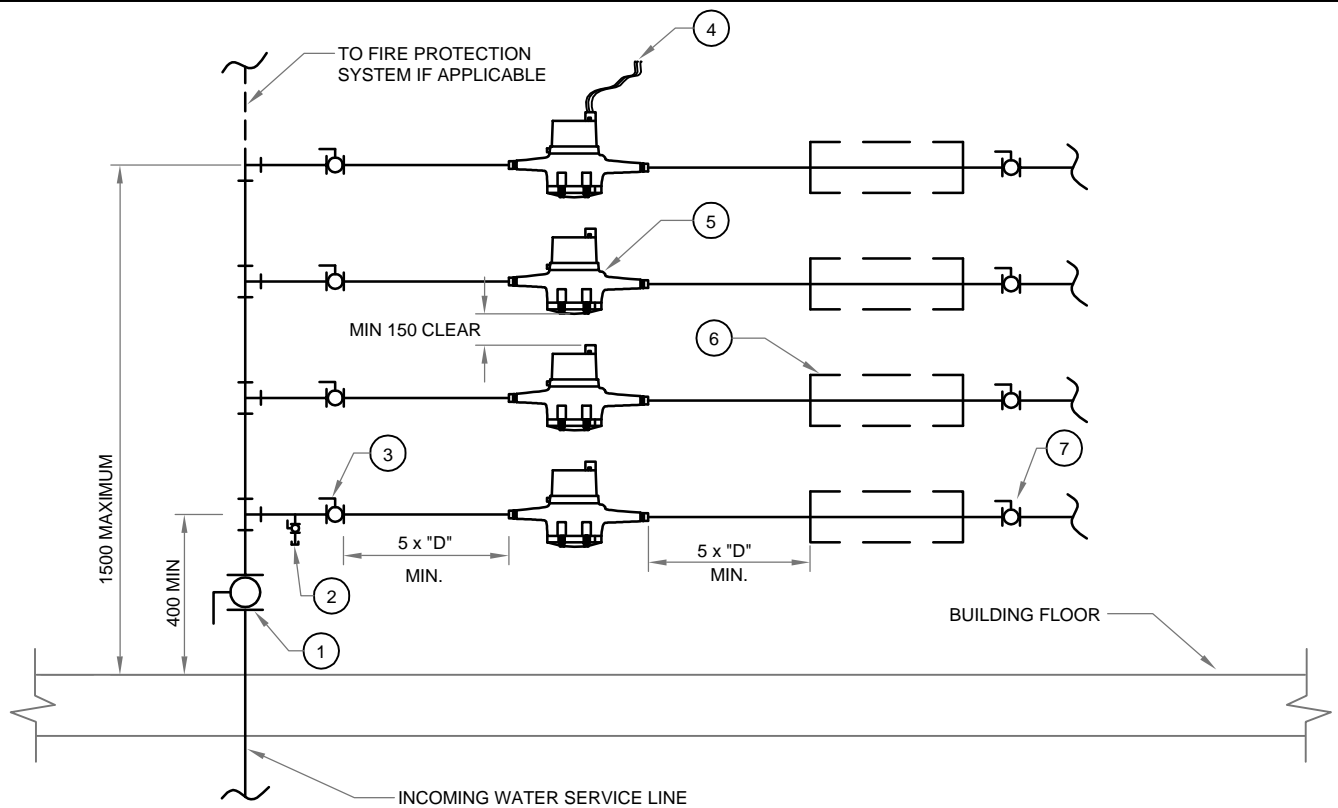 4
TO FIRE PROTECTION
SYSTEM IF APPLICABLE
5
MIN 150 CLEAR
6
3
7
1500 MAXIMUM
400 MIN
5 x "D"
MIN.
5 x "D"
MIN.
2
BUILDING FLOOR
1
INCOMING WATER SERVICE LINE